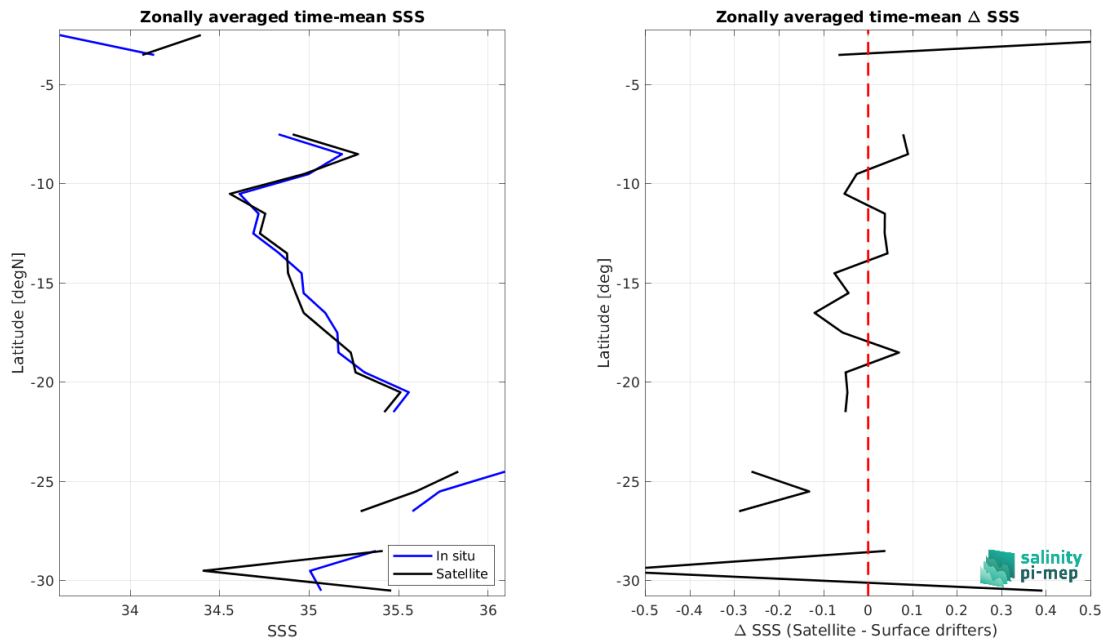 Zonally averaged time-mean SSS
-5
-10
-15
-20
-25
-30
Latitude [degN]
34
34.5
35
35.5
36
SSS
In situ
Satellite
Zonally averaged time-mean Δ SSS
-5
-10
-15
-20
-25
-30
Latitude [deg]
-0.5
-0.4
-0.3
-0.2
-0.1
0
0.1
0.2
0.3
0.4
0.5
Δ SSS (Satellite - Surface drifters)
salinity
pi-mep